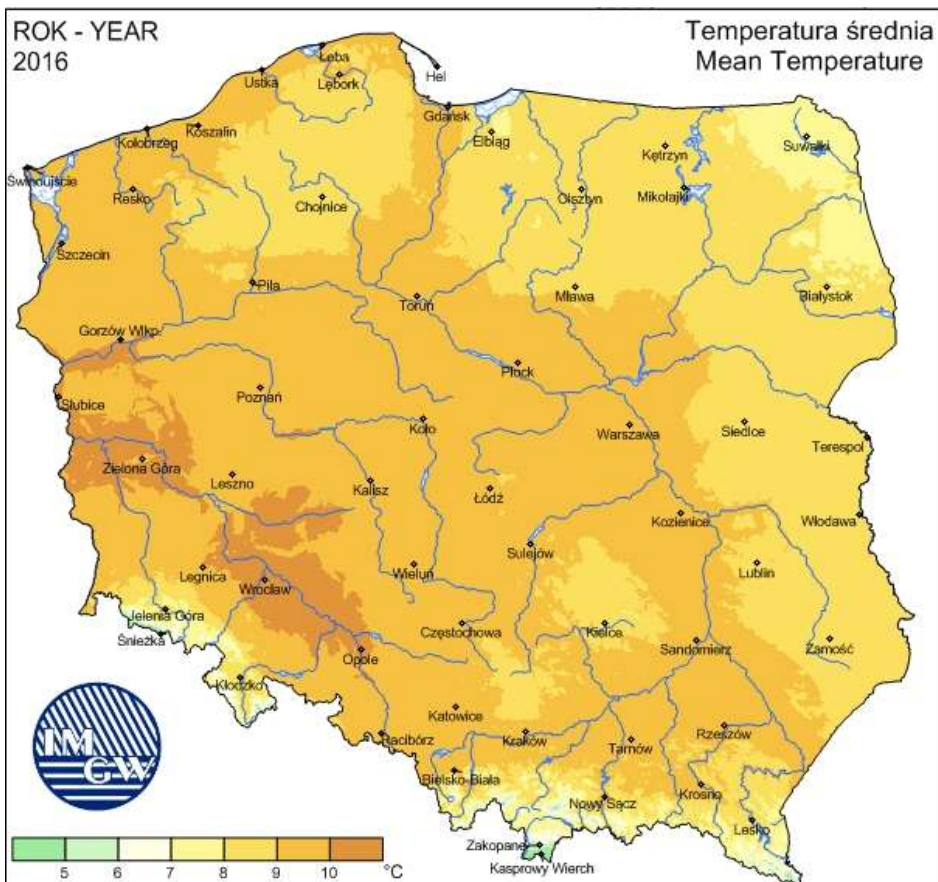 ROK - YEAR
2016
Temperatura średnia
Mean Temperature
Łeba
Hel
Ustka
Lębork
Gdańsk
Koszalin
Kołobrzeg
Elbląg
Kętrzyn
Suwałki
Świnoujście
Resko
Chojnice
Olsztyn
Mikołajki
Szczecin
Piła
Toruń
Mława
Białystok
Gorzów Wlkp.
Płock
Słubice
Poznań
Koło
Warszawa
Siedlce
Terespol
Zielona Góra
Leszno
Kalisz
Łódź
Kozienice
Włodawa
Sulejów
Legnica
Wrocław
Wieluń
Lublin
Jelenia Góra
Śnieżka
Częstochowa
Kielce
Sandomierz
Zamość
Opole
Kłodzko
Katowice
Racibórz
Kraków
Tarnów
Rzeszów
Bielsko-Biała
Nowy Sącz
Krosno
Lesko
Zakopane
Kasprowy Wierch
IM
GW
5 6 7 8 9 10 °C